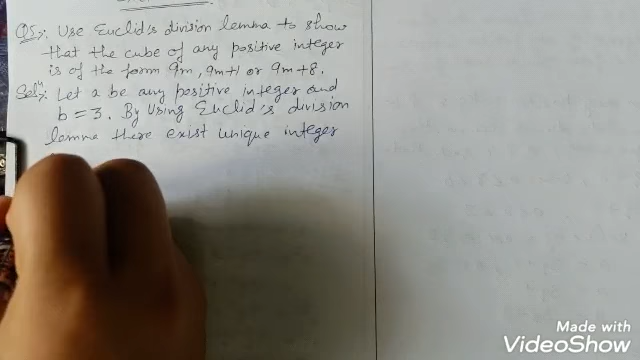 Q5:- Use Euclid's division lemma to show
that the cube of any positive integer
is of the form 9m, 9m+1 or 9m+8.
Solⁿ:- Let a be any positive integer and
b=3. By using Euclid's division
lemma there exist unique integer
Made with
VideoShow